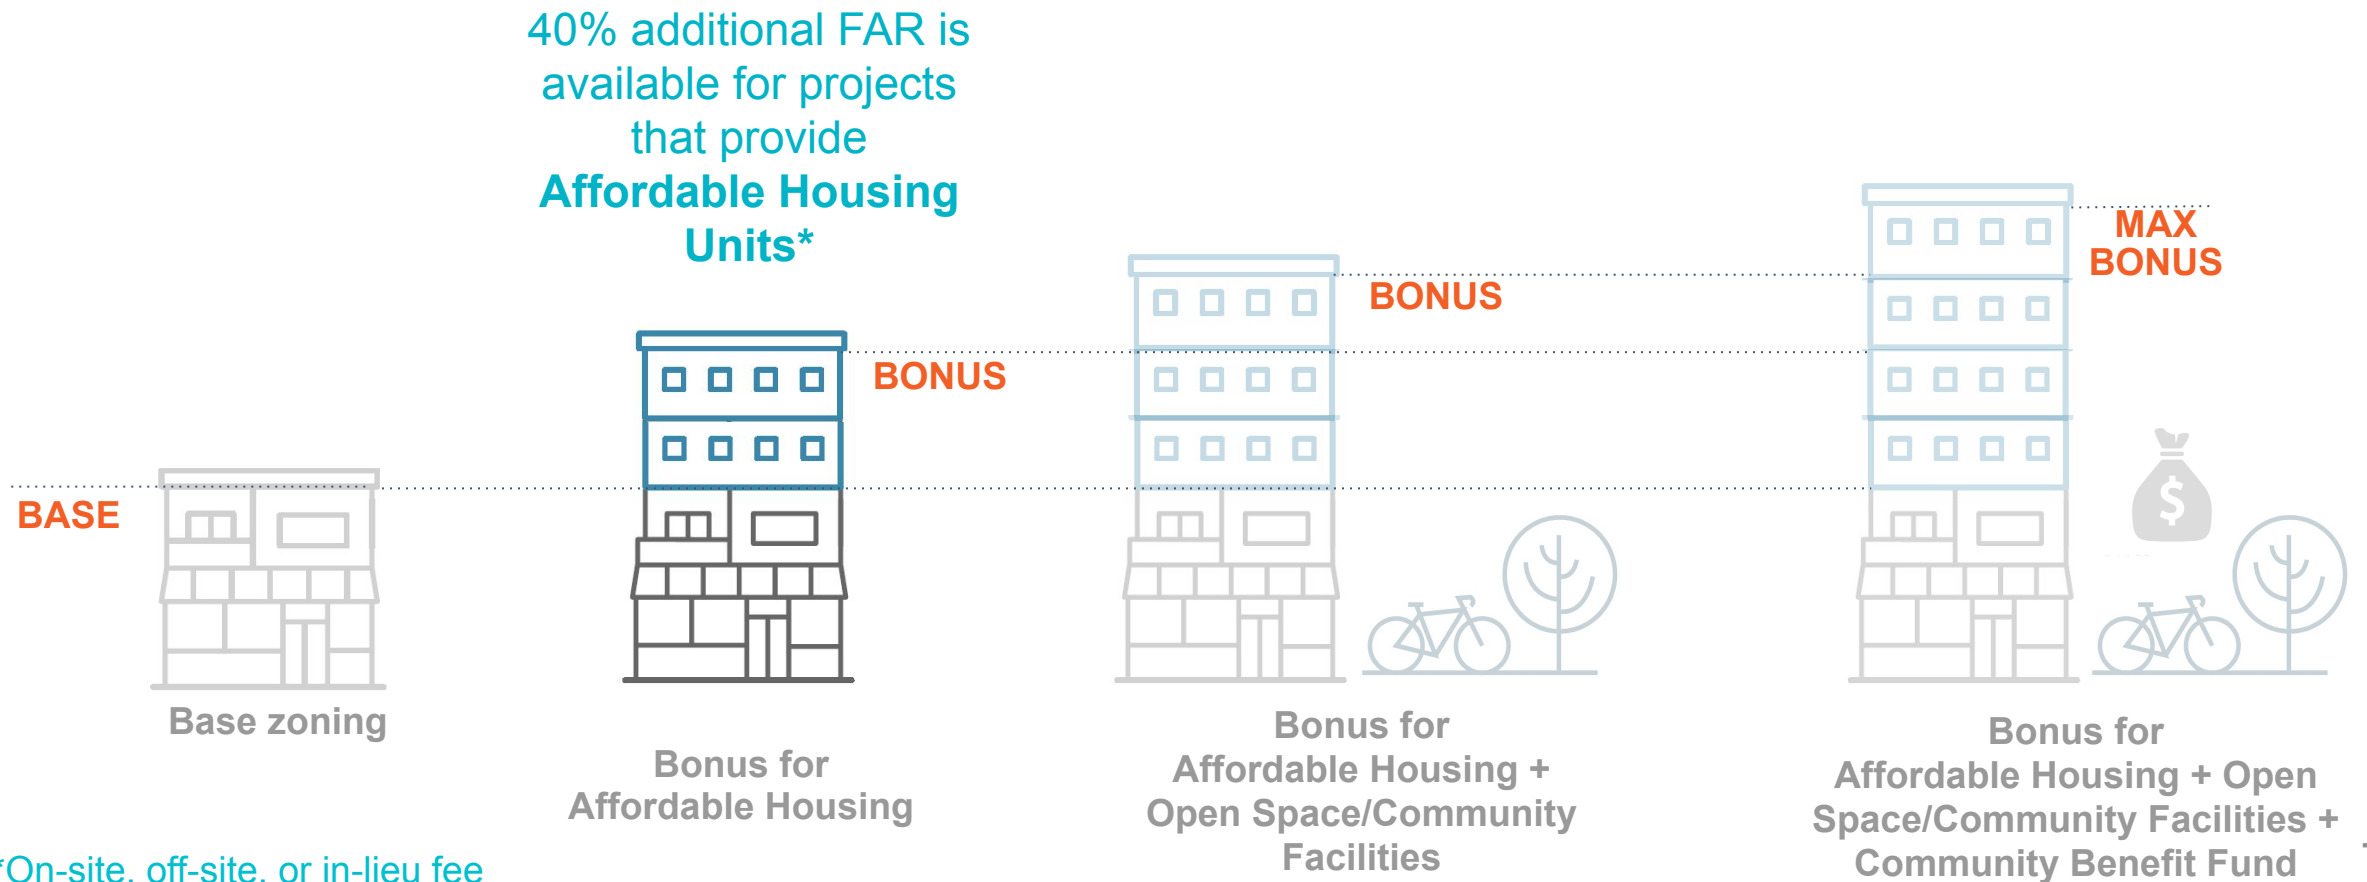 40% additional FAR is
available for projects
that provide
Affordable Housing
Units*
BASE
BONUS
BONUS
MAX
BONUS
$
Base zoning
Bonus for
Affordable Housing
Bonus for
Affordable Housing +
Open Space/Community
Facilities
Bonus for
Affordable Housing + Open
Space/Community Facilities +
Community Benefit Fund
*On-site, off-site, or in-lieu fee